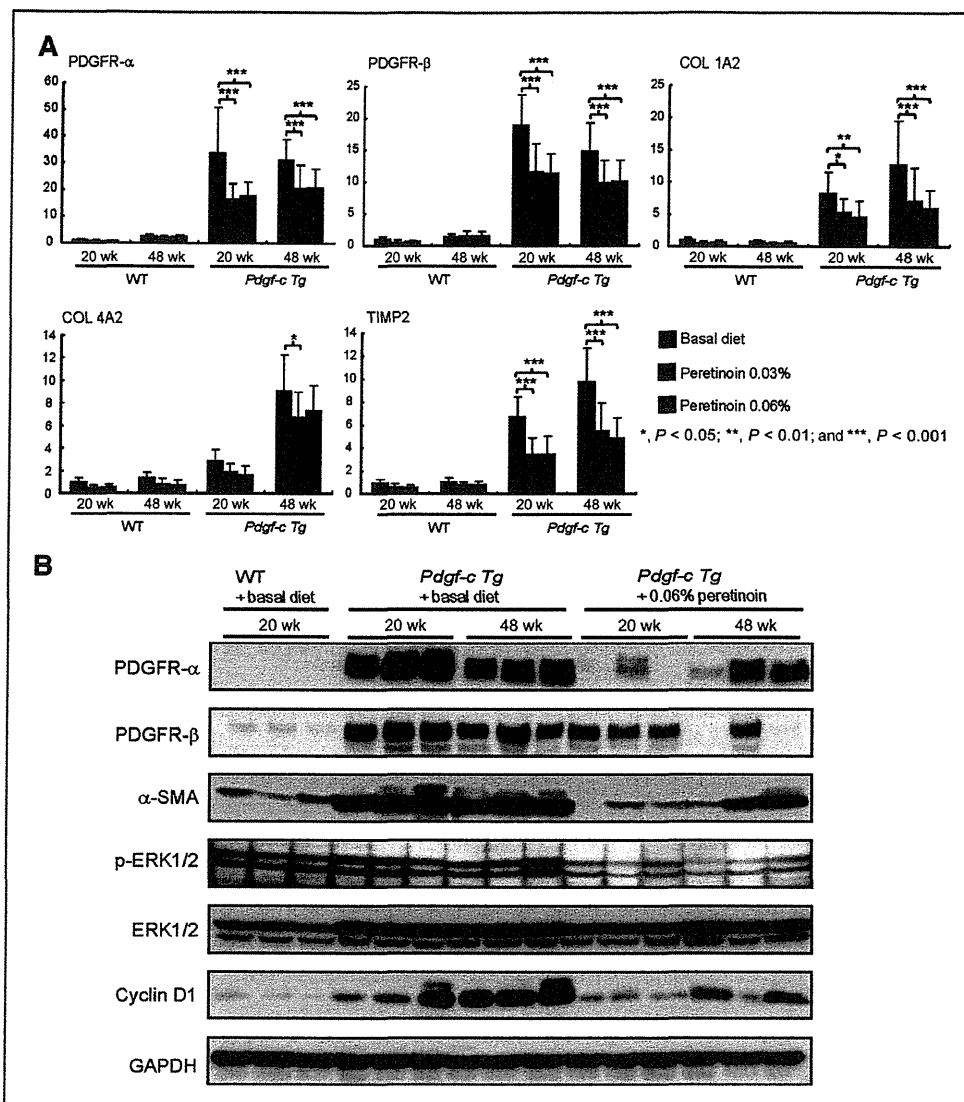 A
PDGFR-α
60
50
40
30
20
10
0
***
***
***
***
20 wk 48 wk 20 wk 48 wk
WT Pdgf-c Tg
PDGFR-β
25
20
15
10
5
0
***
***
***
***
20 wk 48 wk 20 wk 48 wk
WT Pdgf-c Tg
COL 1A2
25
20
15
10
5
0
**
*
***
***
20 wk 48 wk 20 wk 48 wk
WT Pdgf-c Tg
COL 4A2
14
12
10
8
6
4
2
0
*
20 wk 48 wk 20 wk 48 wk
WT Pdgf-c Tg
TIMP2
14
12
10
8
6
4
2
0
***
***
***
***
20 wk 48 wk 20 wk 48 wk
WT Pdgf-c Tg
Basal diet
Peretinoin 0.03%
Peretinoin 0.06%
*, P < 0.05; **, P < 0.01; and ***, P < 0.001
B
WT Pdgf-c Tg Pdgf-c Tg
+ basal diet + basal diet + 0.06% peretinoin
20 wk 20 wk 48 wk 20 wk 48 wk
PDGFR-α
PDGFR-β
α-SMA
p-ERK1/2
ERK1/2
Cyclin D1
GAPDH